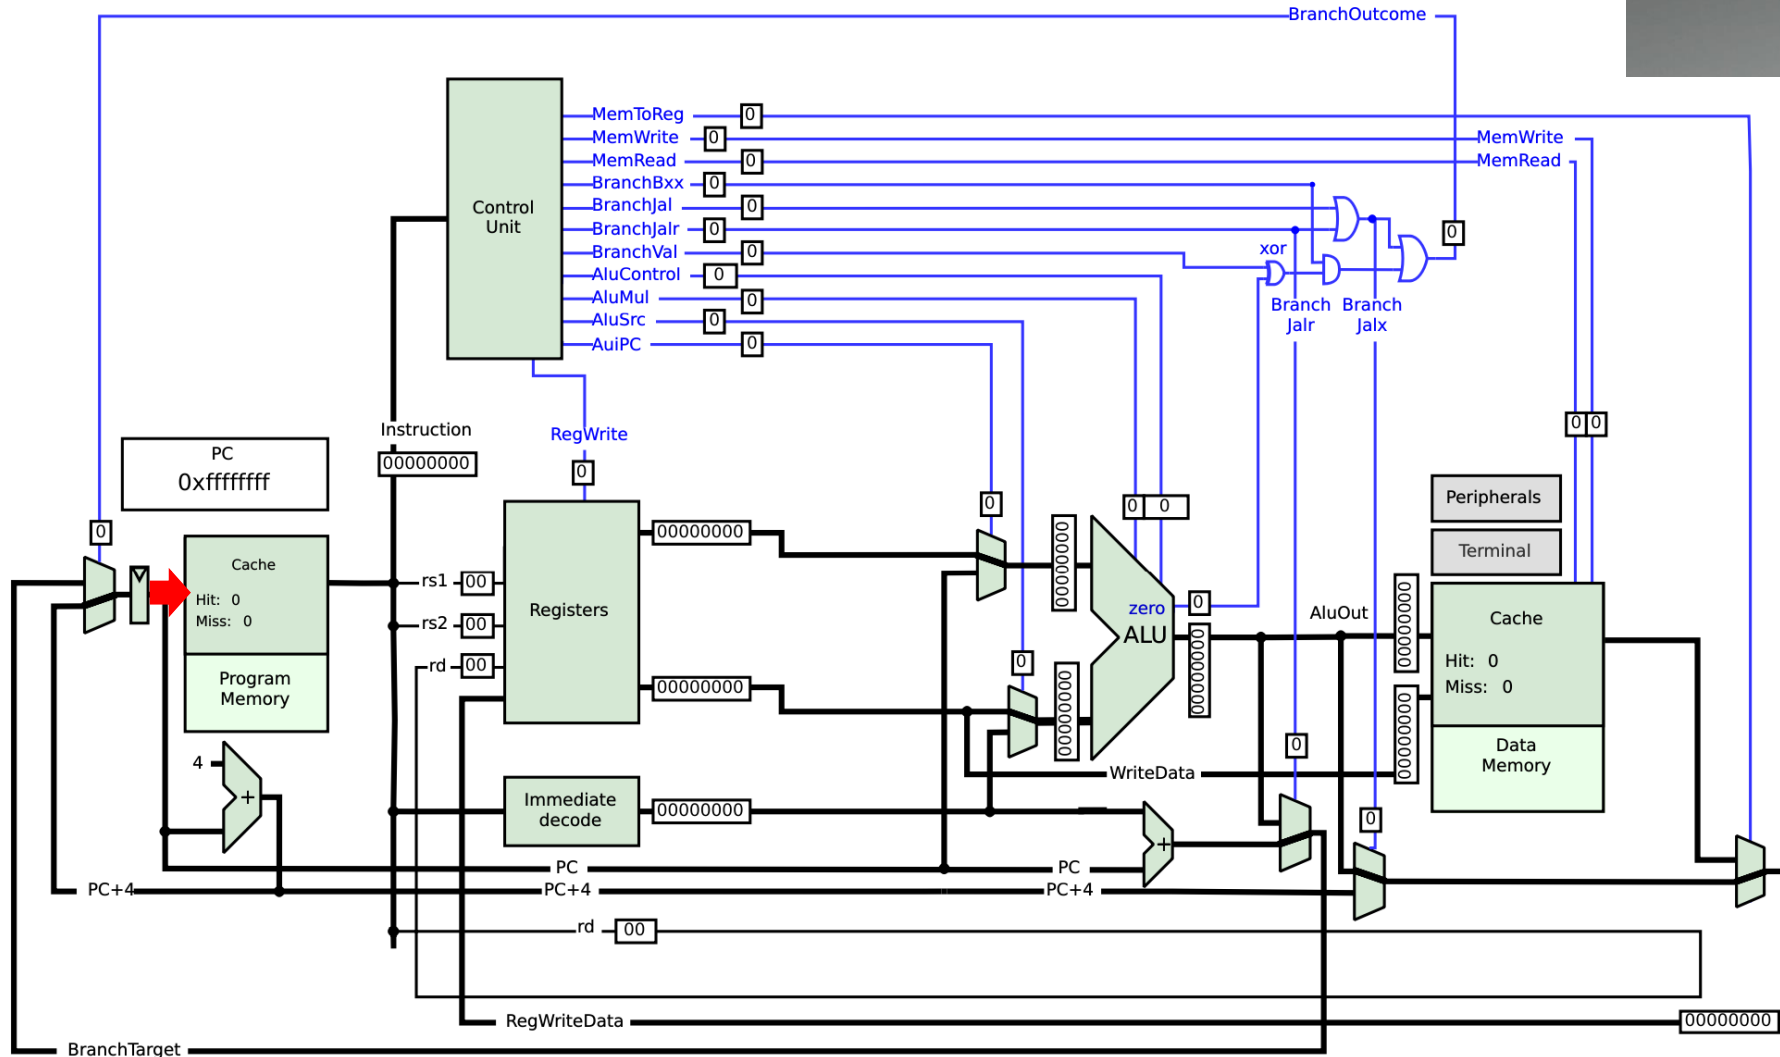 BranchOutcome
MemToReg
0
MemWrite
0
MemWrite
MemRead
0
MemRead
BranchBxx
0
BranchJal
0
BranchJalr
0
0
BranchVal
0
xor
AluControl
0
AluMul
0
AluSrc
0
AuiPC
0
Control
Unit
Branch
Jalr
Branch
Jalx
Instruction
00000000
RegWrite
0
0
0
PC
0xffffffff
0
0
0
0
Peripherals
Terminal
Cache
Hit: 0
Miss: 0
Program
Memory
rs1
00
rs2
00
rd
00
Registers
00000000
00000000
00000000
0
00000000
zero
ALU
0
00000000
AluOut
00000000
00000000
Cache
Hit: 0
Miss: 0
Data
Memory
4
+
Immediate
decode
00000000
WriteData
0
0
+
PC
PC
PC+4
PC+4
PC+4
rd
00
RegWriteData
00000000
BranchTarget